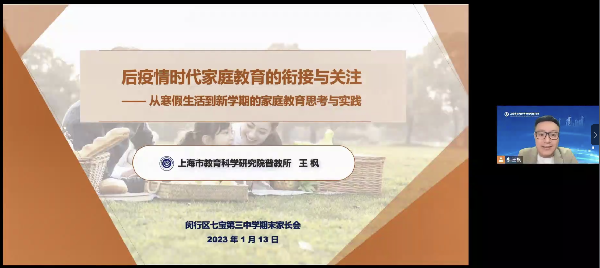 后疫情时代家庭教育的衔接与关注
—— 从寒假生活到新学期的家庭教育思考与实践
上海市教育科学研究院普教所 王 枫
闵行区七宝第三中学期末家长会
2023 年 1 月 13 日